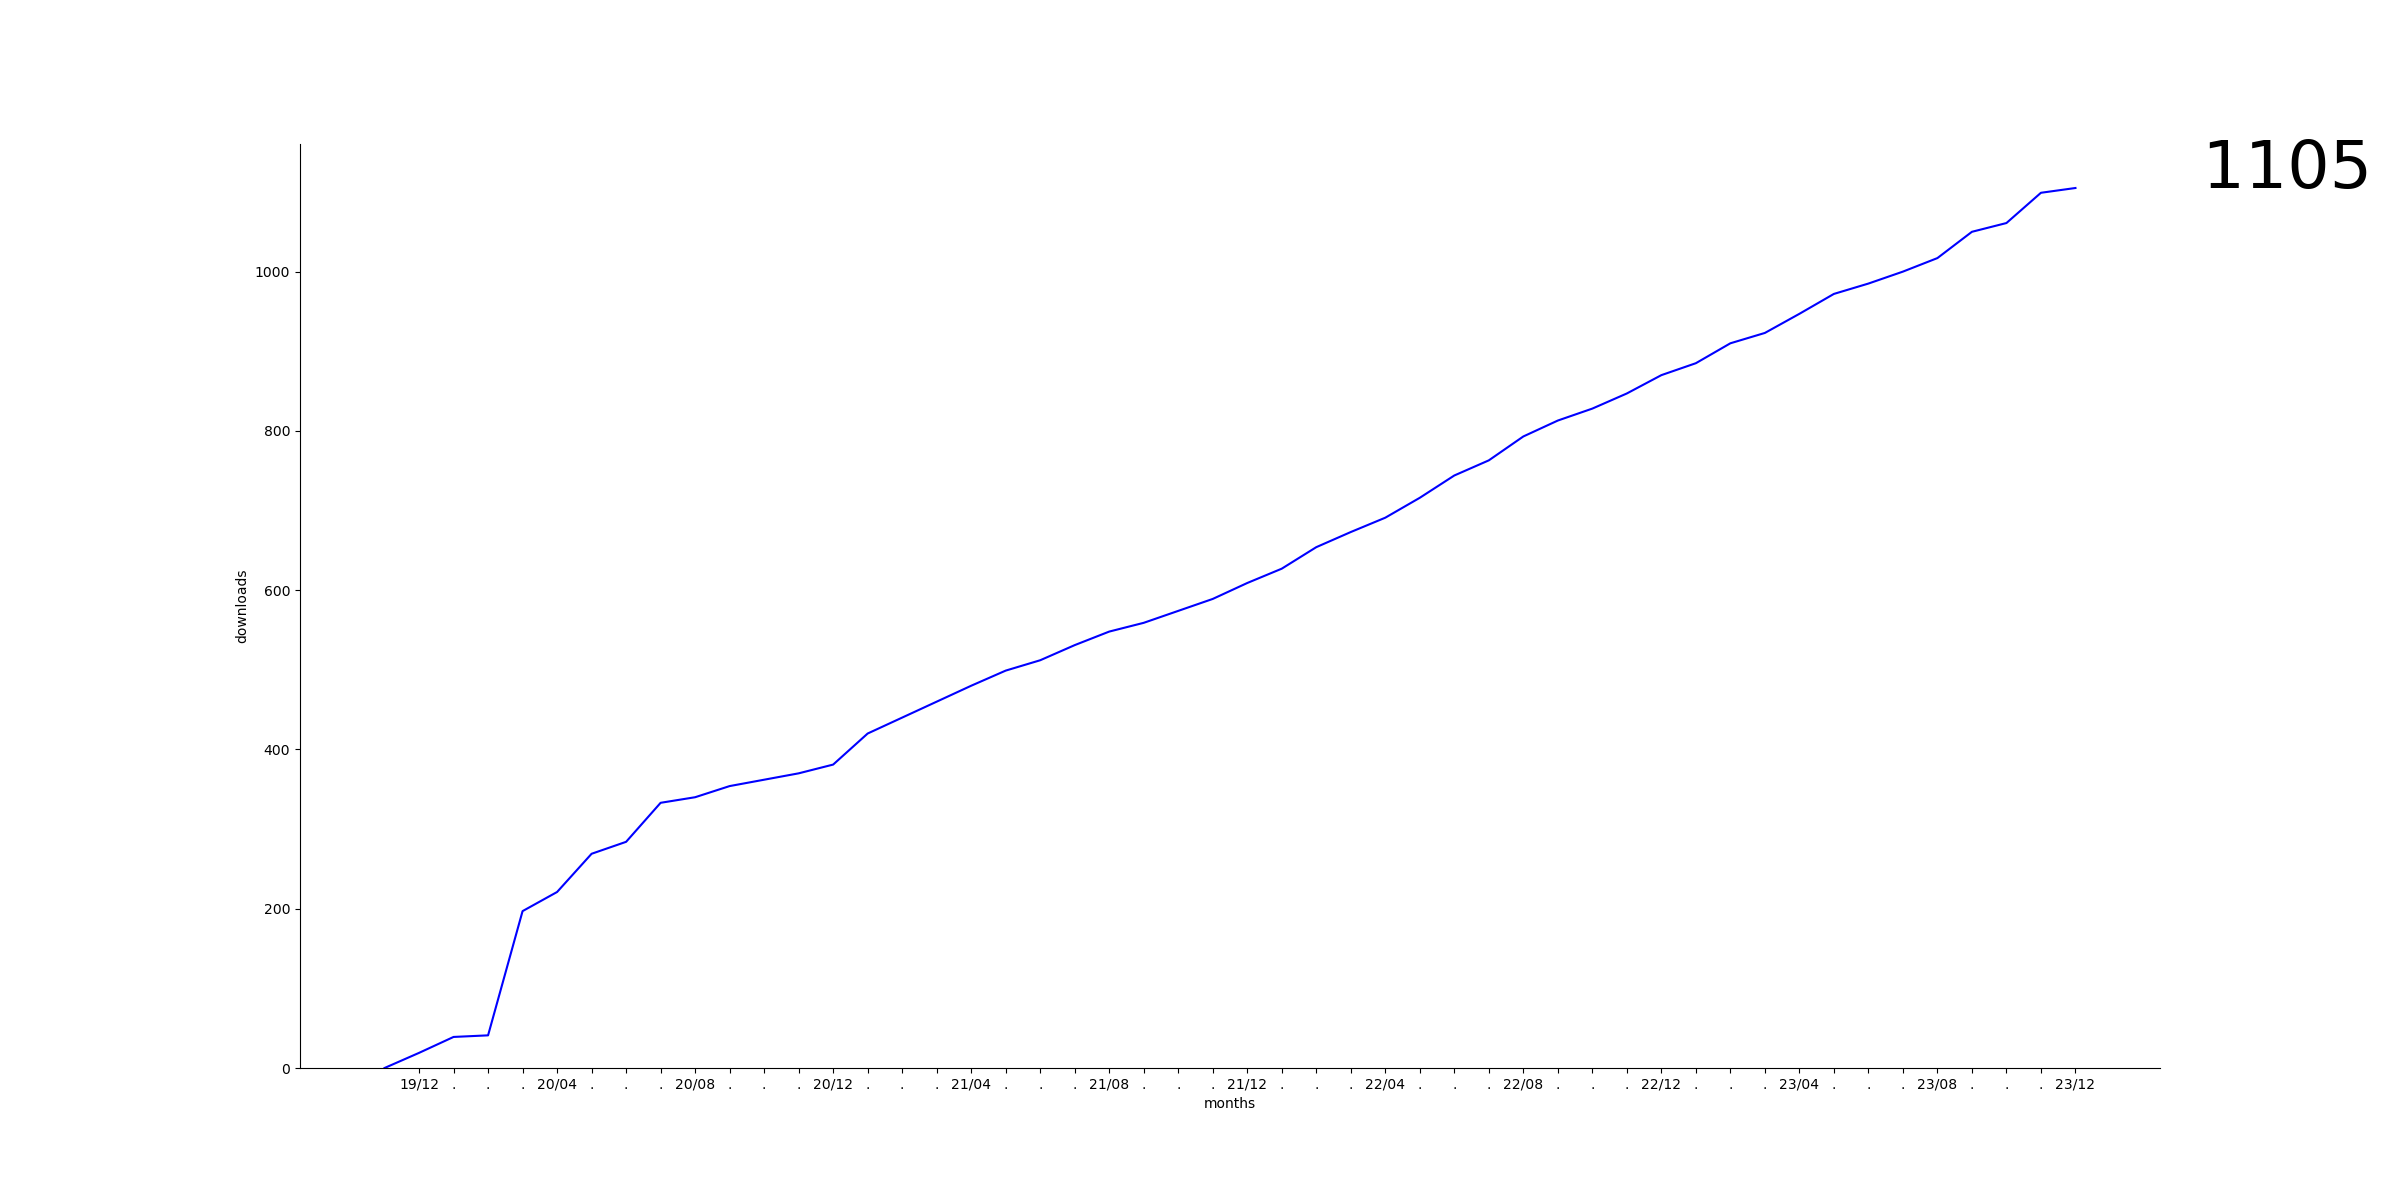 1105
1000
800
600
400
200
0
downloads
19/12 . . . 20/04 . . . 20/08 . . . 20/12 . . . 21/04 . . . 21/08 . . . 21/12 . . . 22/04 . . . 22/08 . . . 22/12 . . . 23/04 . . . 23/08 . . . 23/12
months